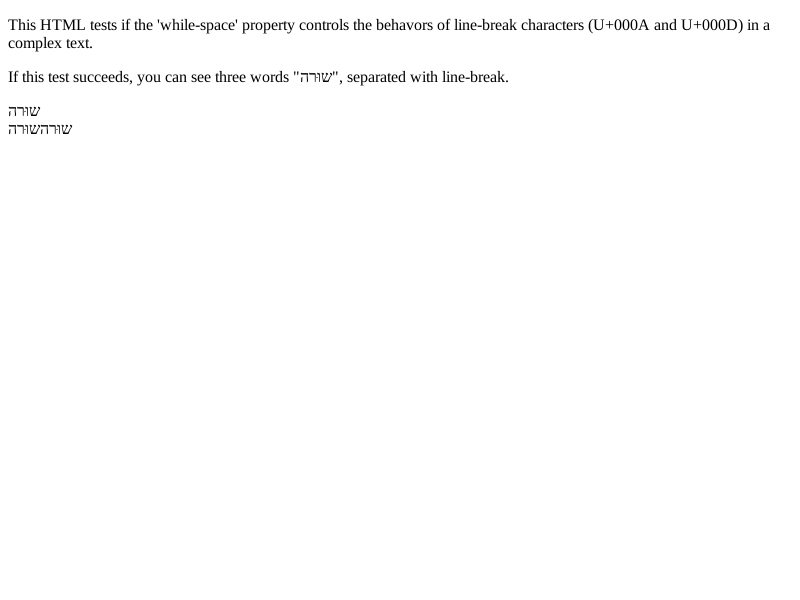 This HTML tests if the 'while-space' property controls the behavors of line-break characters (U+000A and U+000D) in a
complex text.
If this test succeeds, you can see three words "שורה", separated with line-break.
שורה
שורהשורה